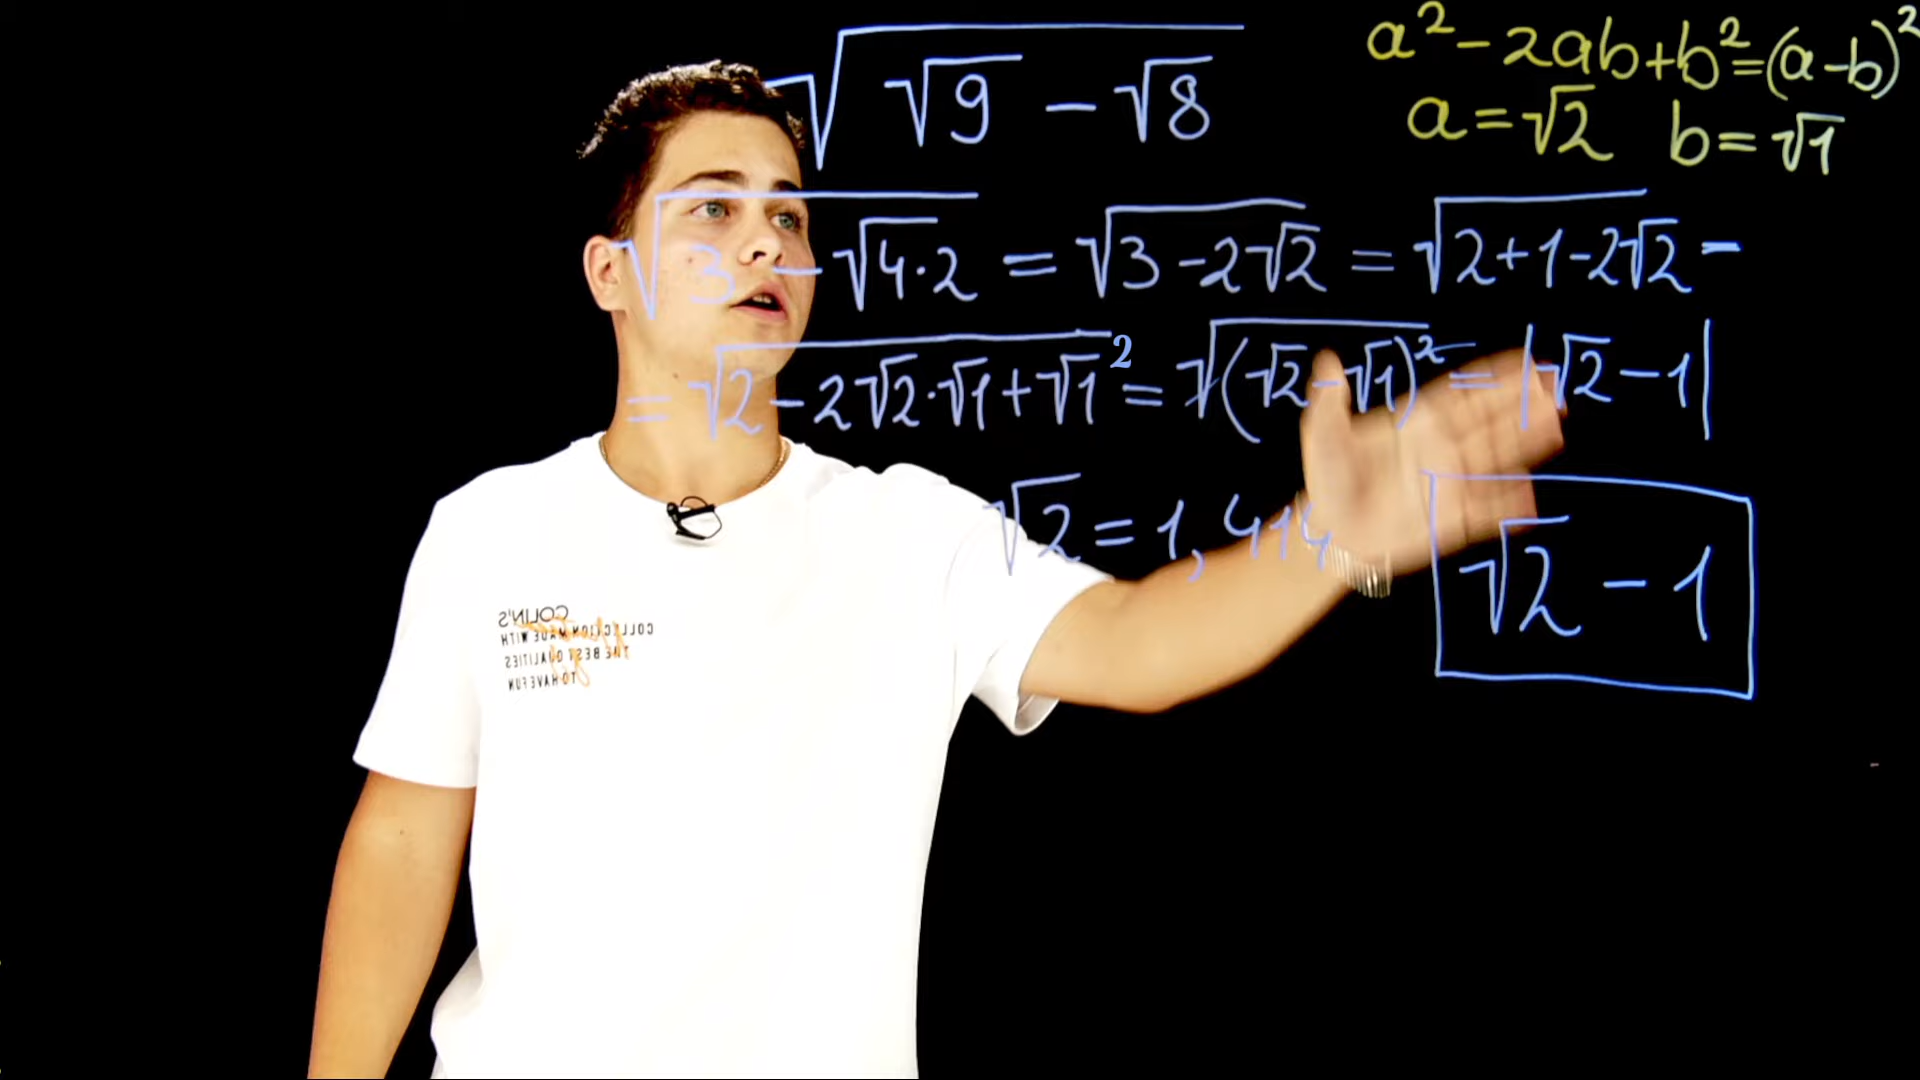 √(√9 − √8)
a² − 2ab + b² = (a − b)²
a = √2 b = √1
√(3 − √4·2) = √(3 − 2√2) = √(2 + 1 − 2√2) −
= √(2 − 2√2·√1 + √1²) = √((√2 − √1)²) = |√2 − 1|
√2 = 1,414
√2 − 1
COLIN'S
COLLECTION MADE WITH
THE BEST QUALITIES
TO HAVE FUN